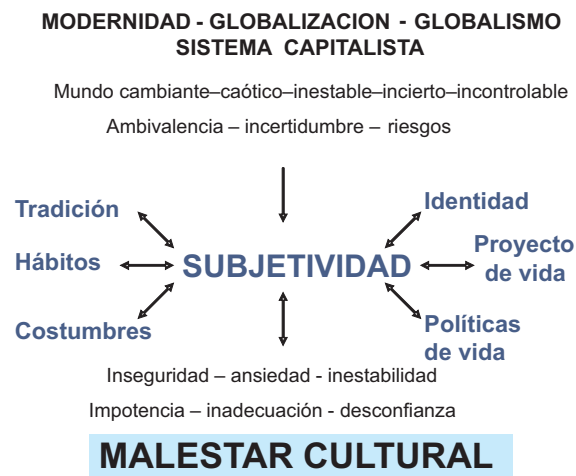 MODERNIDAD - GLOBALIZACION - GLOBALISMO
SISTEMA CAPITALISTA
Mundo cambiante–caótico–inestable–incierto–incontrolable
Ambivalencia – incertidumbre – riesgos
Tradición
Identidad
Hábitos
SUBJETIVIDAD
Proyecto
de vida
Costumbres
Políticas
de vida
Inseguridad – ansiedad - inestabilidad
Impotencia – inadecuación - desconfianza
MALESTAR CULTURAL